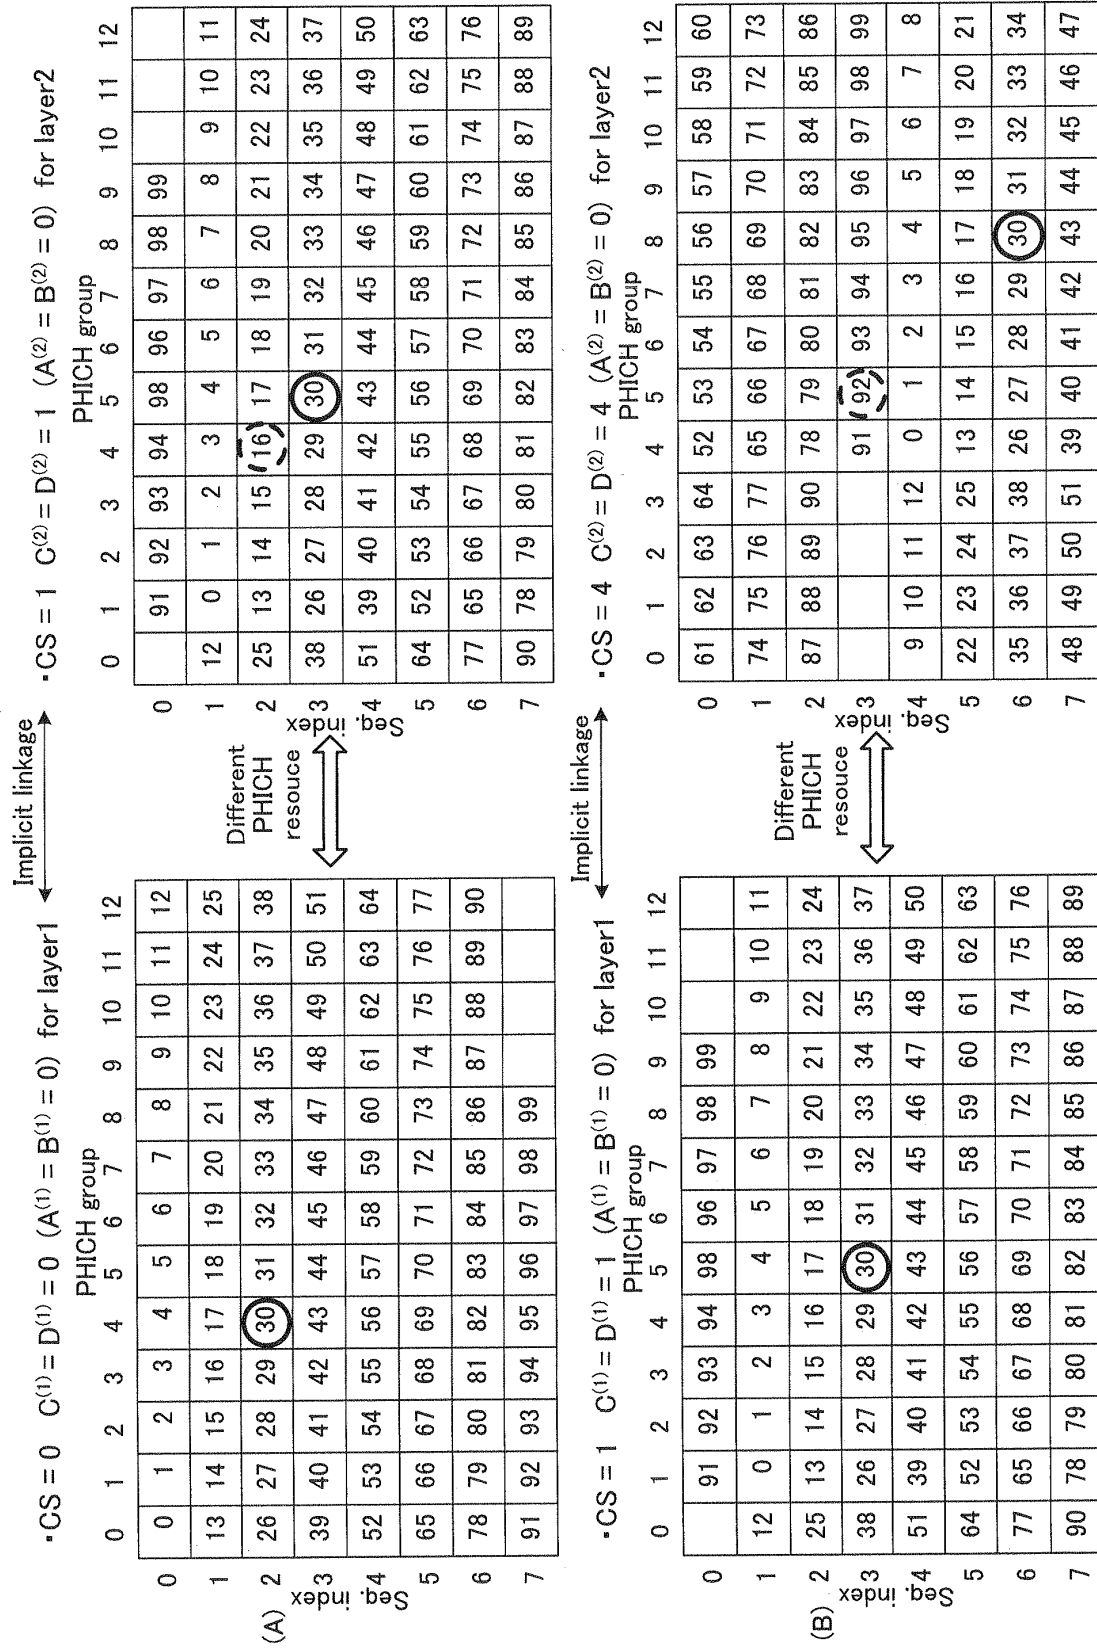 Implicit linkage
・CS = 0 C(1) = D(1) = 0 (A(1) = B(1) = 0) for layer1
PHICH group
0 1 2 3 4 5 6 7 8 9 10 11 12
0 0 1 2 3 4 5 6 7 8 9 10 11 12
1 13 14 15 16 17 18 19 20 21 22 23 24 25
2 26 27 28 29 30 31 32 33 34 35 36 37 38
3 39 40 41 42 43 44 45 46 47 48 49 50 51
4 52 53 54 55 56 57 58 59 60 61 62 63 64
5 65 66 67 68 69 70 71 72 73 74 75 76 77
6 78 79 80 81 82 83 84 85 86 87 88 89 90
7 91 92 93 94 95 96 97 98 99
Seq. index
(A)
Different
PHICH
resouce
・CS = 1 C(2) = D(2) = 1 (A(2) = B(2) = 0) for layer2
PHICH group
0 1 2 3 4 5 6 7 8 9 10 11 12
0 91 92 93 94 98 96 97 98 99
1 12 0 1 2 3 4 5 6 7 8 9 10 11
2 25 13 14 15 16 17 18 19 20 21 22 23 24
3 38 26 27 28 29 30 31 32 33 34 35 36 37
4 51 39 40 41 42 43 44 45 46 47 48 49 50
5 64 52 53 54 55 56 57 58 59 60 61 62 63
6 77 65 66 67 68 69 70 71 72 73 74 75 76
7 90 78 79 80 81 82 83 84 85 86 87 88 89
Seq. index
Implicit linkage
・CS = 1 C(1) = D(1) = 1 (A(1) = B(1) = 0) for layer1
PHICH group
0 1 2 3 4 5 6 7 8 9 10 11 12
0 91 92 93 94 98 96 97 98 99
1 12 0 1 2 3 4 5 6 7 8 9 10 11
2 25 13 14 15 16 17 18 19 20 21 22 23 24
3 38 26 27 28 29 30 31 32 33 34 35 36 37
4 51 39 40 41 42 43 44 45 46 47 48 49 50
5 64 52 53 54 55 56 57 58 59 60 61 62 63
6 77 65 66 67 68 69 70 71 72 73 74 75 76
7 90 78 79 80 81 82 83 84 85 86 87 88 89
Seq. index
(B)
Different
PHICH
resouce
・CS = 4 C(2) = D(2) = 4 (A(2) = B(2) = 0) for layer2
PHICH group
0 1 2 3 4 5 6 7 8 9 10 11 12
0 61 62 63 64 52 53 54 55 56 57 58 59 60
1 74 75 76 77 65 66 67 68 69 70 71 72 73
2 87 88 89 90 78 79 80 81 82 83 84 85 86
3 91 92 93 94 95 96 97 98 99
4 9 10 11 12 0 1 2 3 4 5 6 7 8
5 22 23 24 25 13 14 15 16 17 18 19 20 21
6 35 36 37 38 26 27 28 29 30 31 32 33 34
7 48 49 50 51 39 40 41 42 43 44 45 46 47
Seq. index